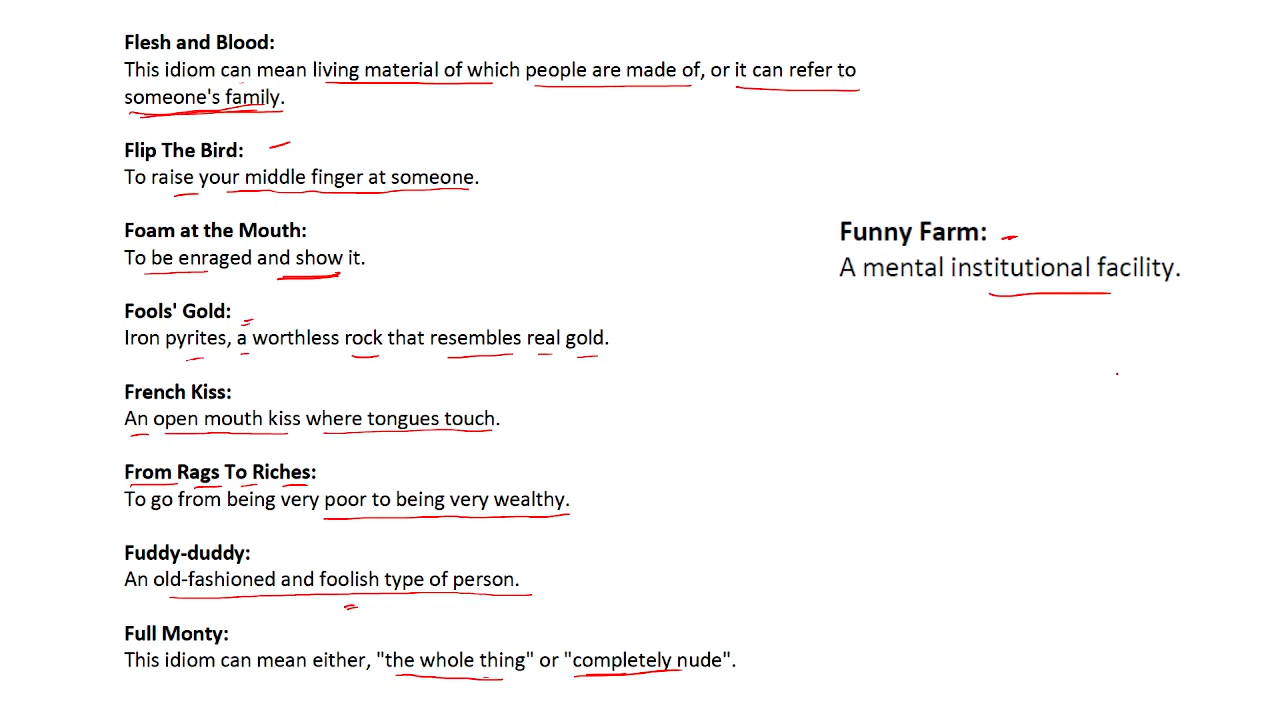 Flesh and Blood:
This idiom can mean living material of which people are made of, or it can refer to
someone's family.
Flip The Bird:
To raise your middle finger at someone.
Foam at the Mouth:
To be enraged and show it.
Fools' Gold:
Iron pyrites, a worthless rock that resembles real gold.
French Kiss:
An open mouth kiss where tongues touch.
From Rags To Riches:
To go from being very poor to being very wealthy.
Fuddy-duddy:
An old-fashioned and foolish type of person.
Full Monty:
This idiom can mean either, "the whole thing" or "completely nude".
Funny Farm:
A mental institutional facility.